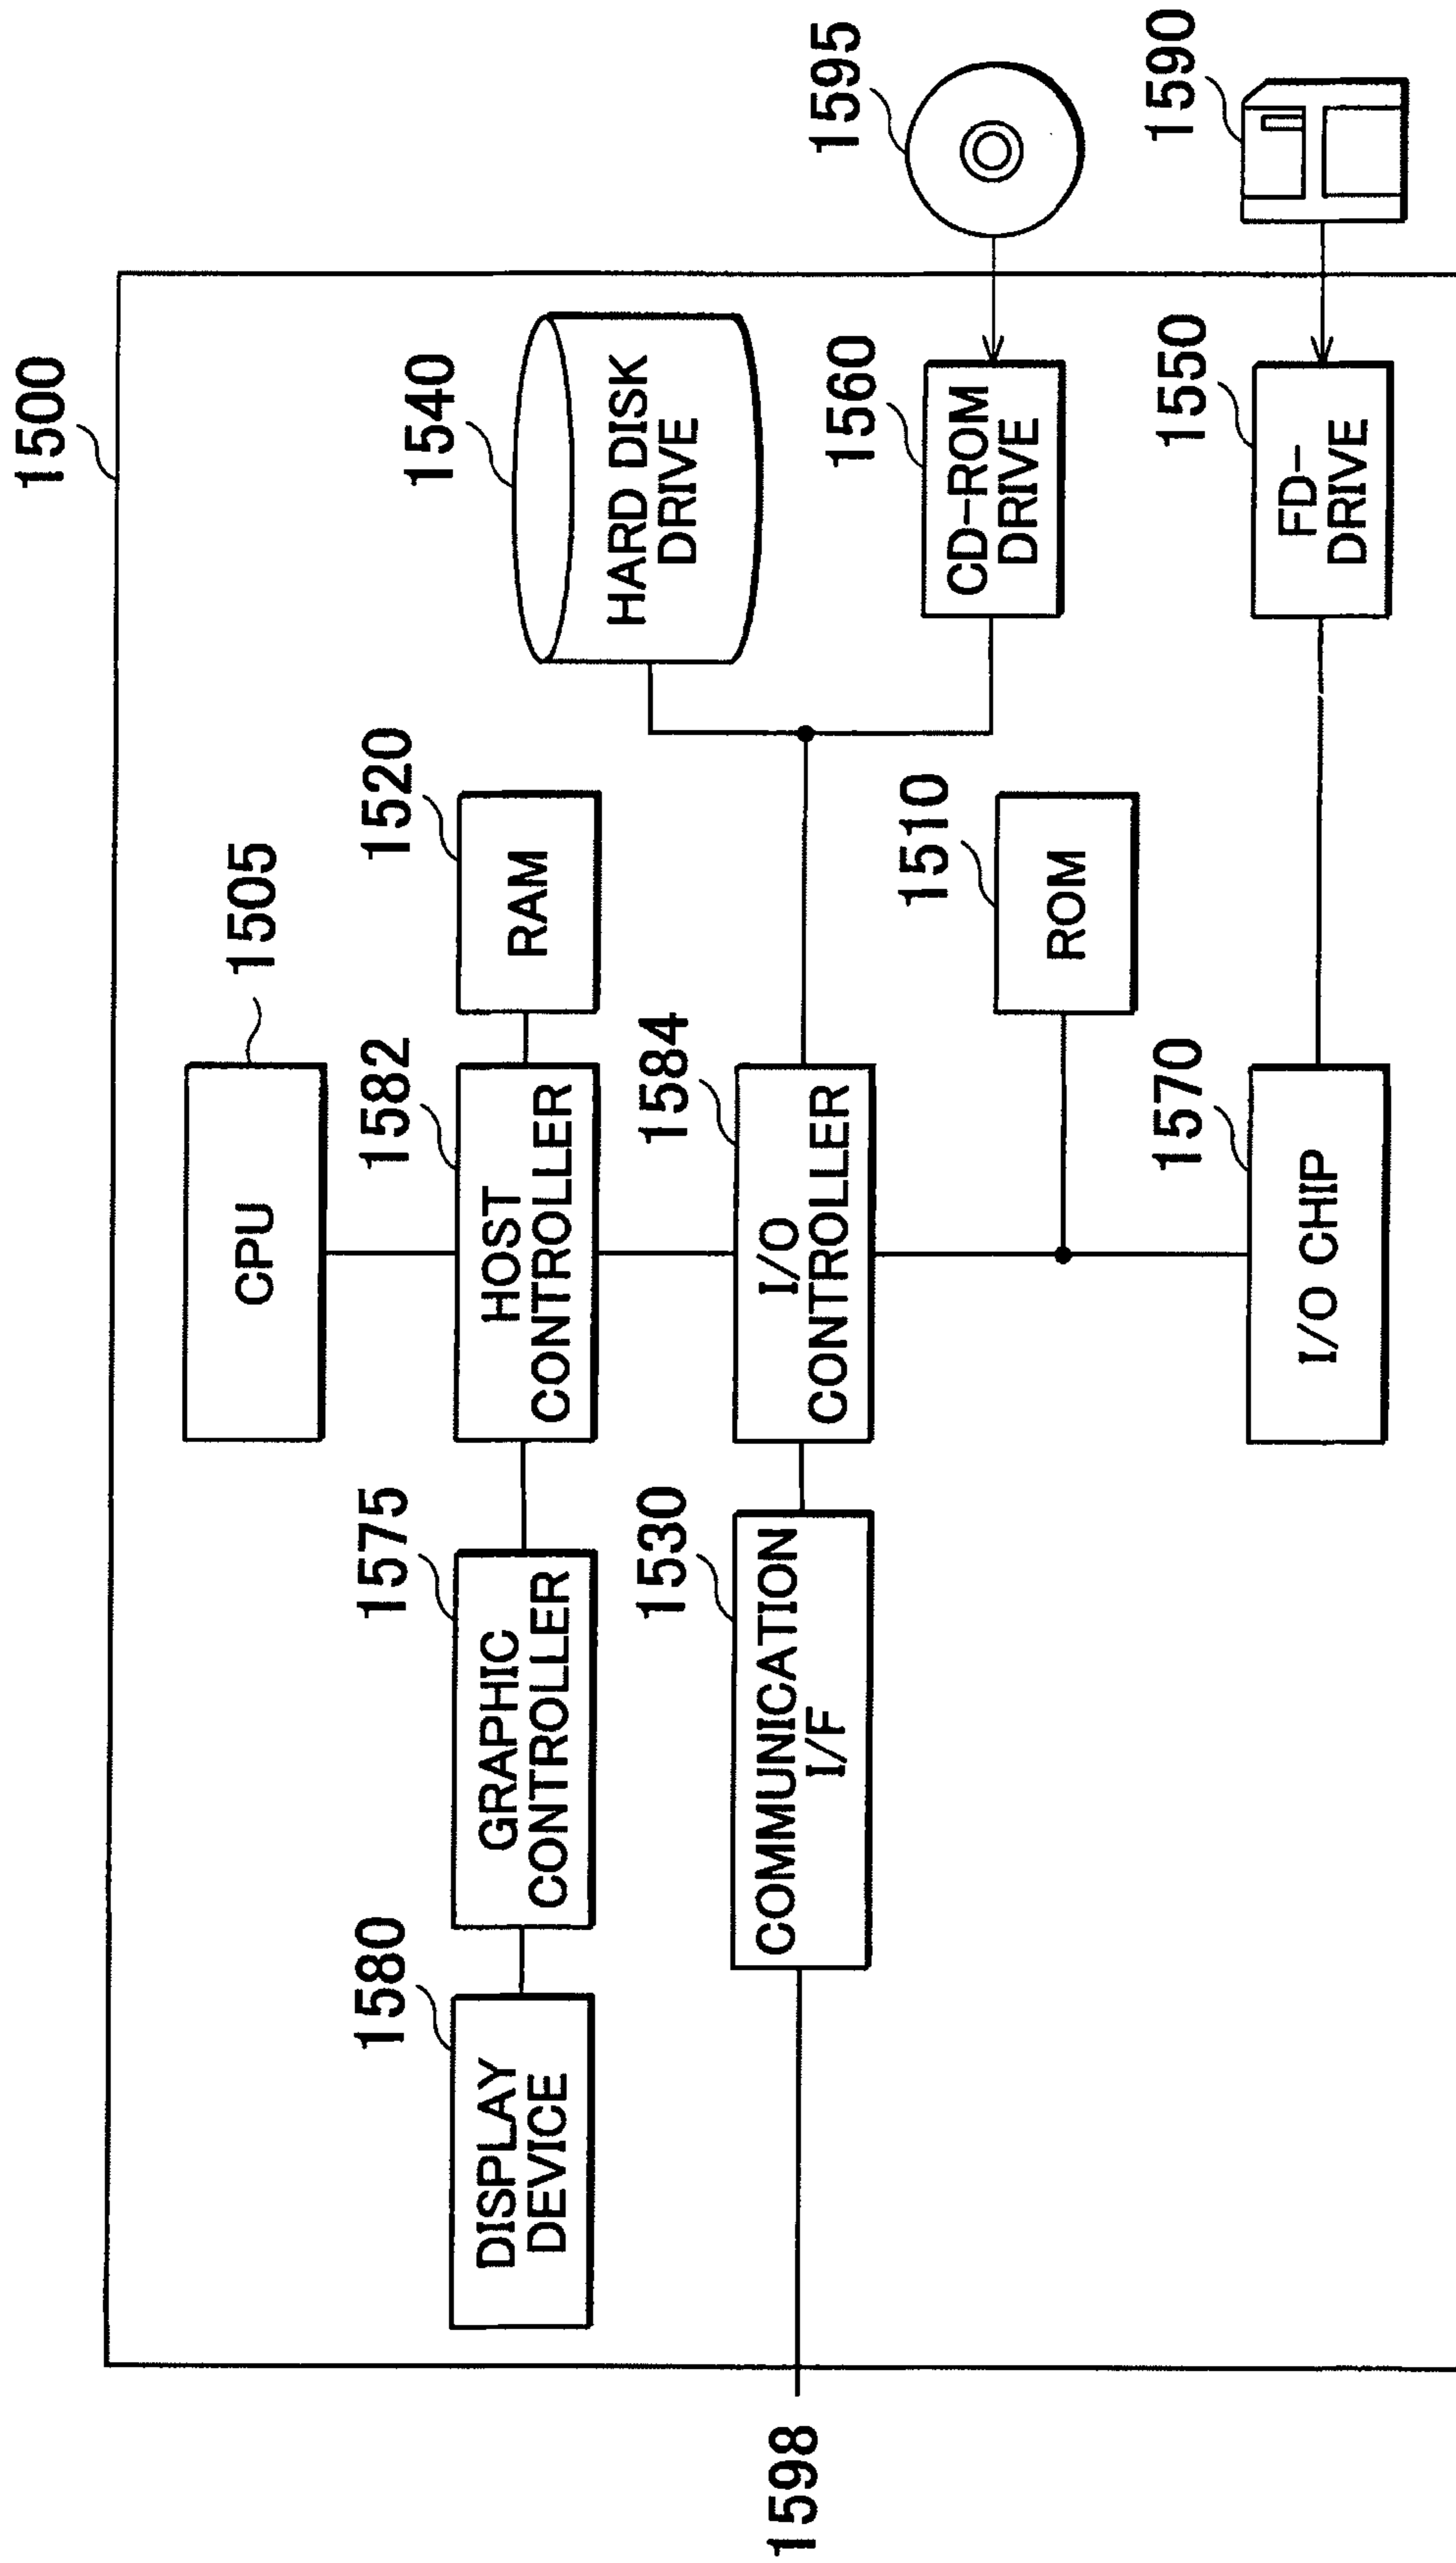 1500
CPU
1505
1580
1575
1582
1520
1540
DISPLAY
DEVICE
GRAPHIC
CONTROLLER
HOST
CONTROLLER
RAM
HARD DISK
DRIVE
1530
1584
1598
COMMUNICATION
I/F
I/O
CONTROLLER
1510
1560
1595
ROM
CD-ROM
DRIVE
1570
1550
1590
I/O CHIP
FD-
DRIVE